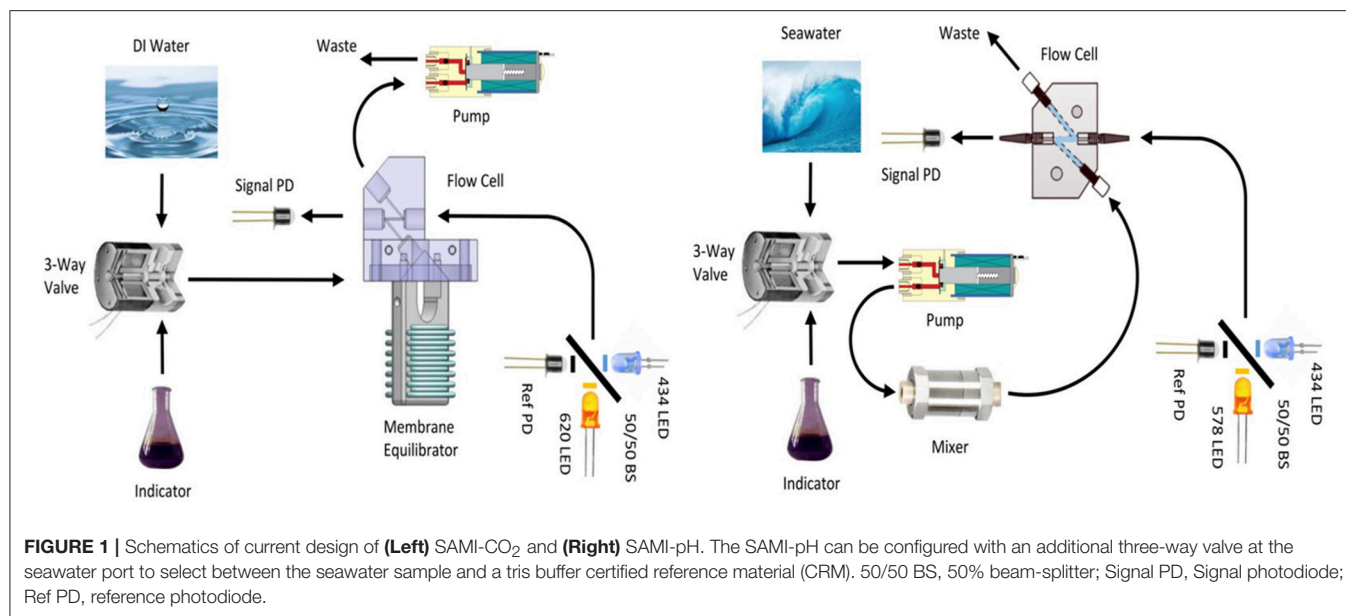 DI Water
Waste
Pump
Signal PD
Flow Cell
3-Way
Valve
Ref PD
620 LED
50/50 BS
434 LED
Membrane
Equilibrator
Indicator
Seawater
Waste
Flow Cell
Signal PD
3-Way
Valve
Pump
Ref PD
578 LED
50/50 BS
434 LED
Mixer
Indicator
FIGURE 1 | Schematics of current design of (Left) SAMI-CO2 and (Right) SAMI-pH. The SAMI-pH can be configured with an additional three-way valve at the
seawater port to select between the seawater sample and a tris buffer certified reference material (CRM). 50/50 BS, 50% beam-splitter; Signal PD, Signal photodiode;
Ref PD, reference photodiode.